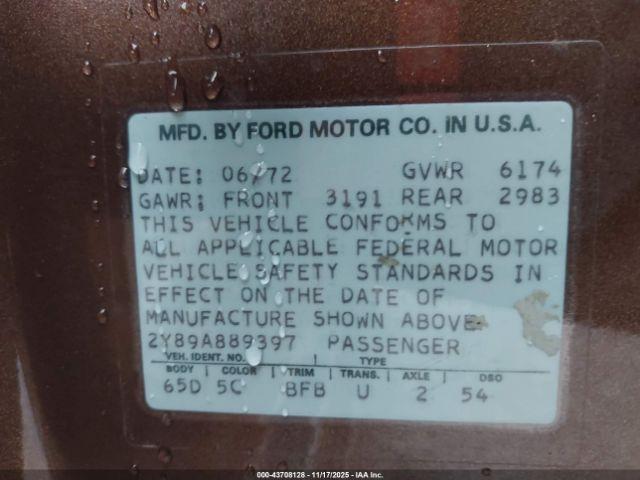 MFD. BY FORD MOTOR CO. IN U.S.A.
DATE: 06/72 GVWR 6174
GAWR: FRONT 3191 REAR 2983
THIS VEHICLE CONFORMS TO
ALL APPLICABLE FEDERAL MOTOR
VEHICLE SAFETY STANDARDS IN
EFFECT ON THE DATE OF
MANUFACTURE SHOWN ABOVE.
2Y89A889397 PASSENGER
VEH. IDENT. NO. TYPE
BODY COLOR TRIM TRANS. AXLE DSO
65D 5C BFB U 2 54
000-43708128 - 11/17/2025 - IAA Inc.